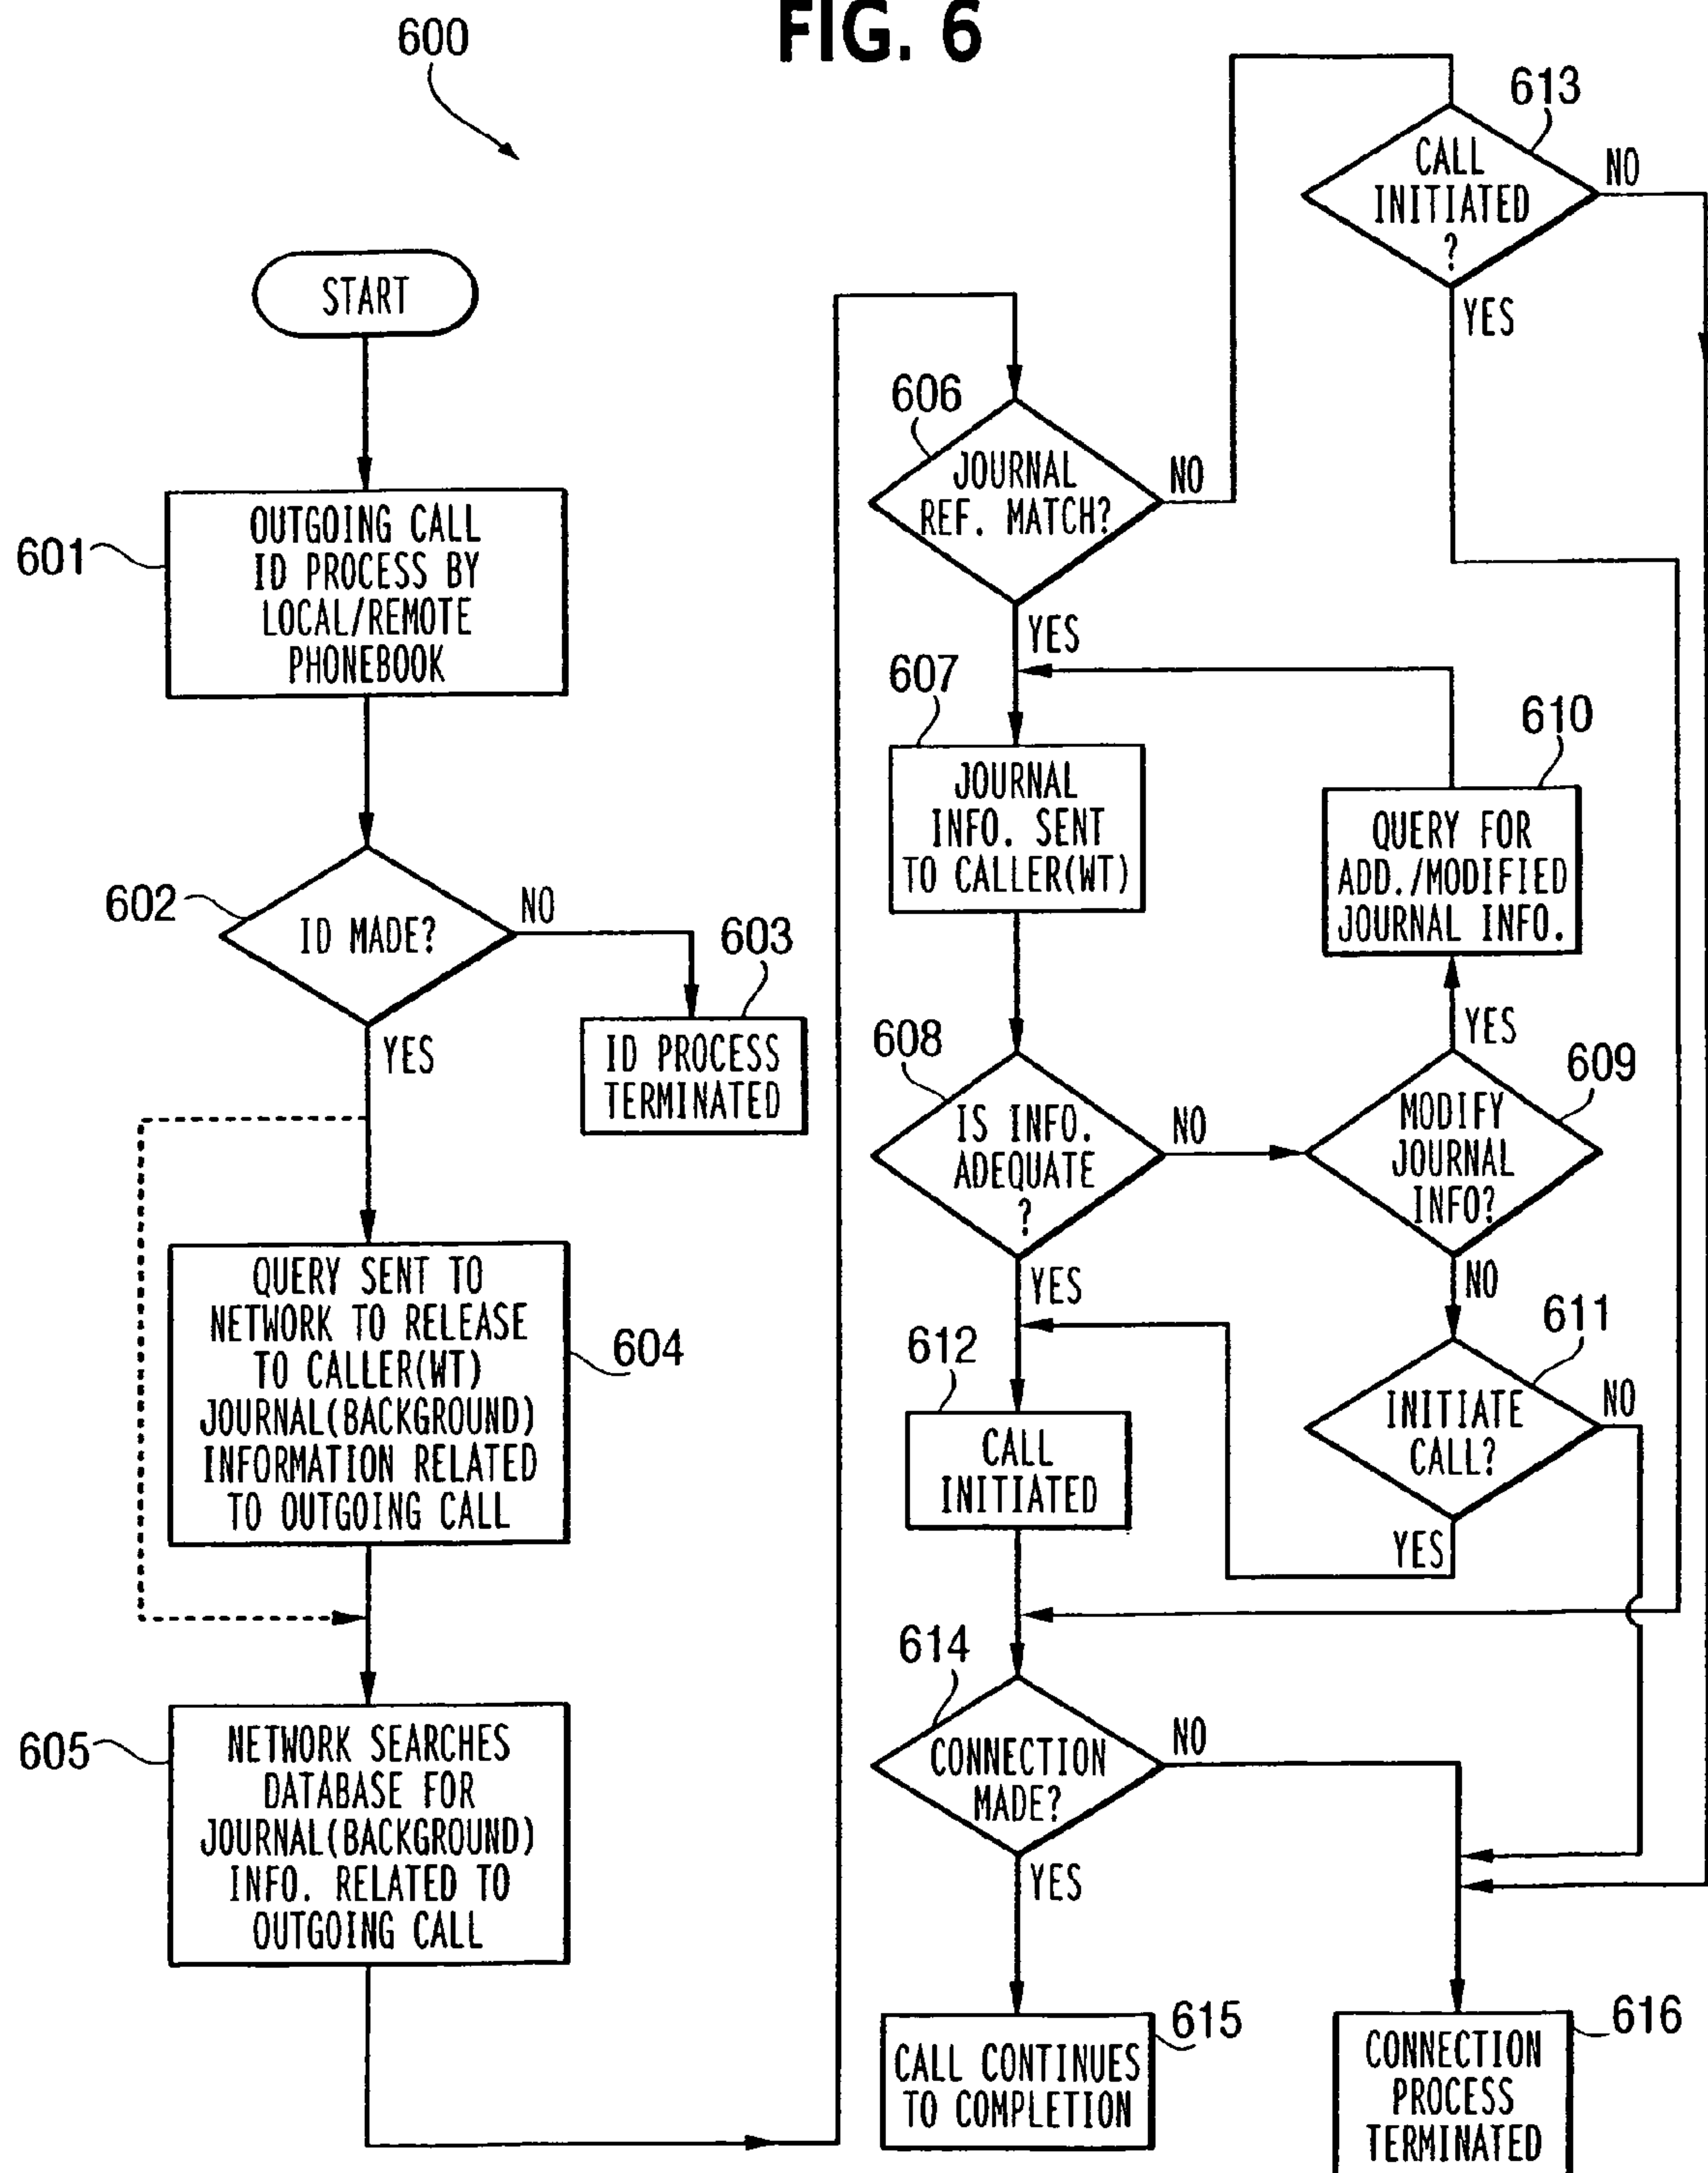 FIG. 6
600
START
601
OUTGOING CALL
ID PROCESS BY
LOCAL/REMOTE
PHONEBOOK
602
ID MADE?
NO
YES
603
ID PROCESS
TERMINATED
QUERY SENT TO
NETWORK TO RELEASE
TO CALLER(WT)
JOURNAL(BACKGROUND)
INFORMATION RELATED
TO OUTGOING CALL
604
605
NETWORK SEARCHES
DATABASE FOR
JOURNAL(BACKGROUND)
INFO. RELATED TO
OUTGOING CALL
606
JOURNAL
REF. MATCH?
NO
YES
607
JOURNAL
INFO. SENT
TO CALLER(WT)
608
IS INFO.
ADEQUATE
?
NO
YES
609
MODIFY
JOURNAL
INFO?
YES
NO
610
QUERY FOR
ADD./MODIFIED
JOURNAL INFO.
611
INITIATE
CALL?
NO
YES
612
CALL
INITIATED
613
CALL
INITIATED
?
NO
YES
614
CONNECTION
MADE?
NO
YES
615
CALL CONTINUES
TO COMPLETION
616
CONNECTION
PROCESS
TERMINATED